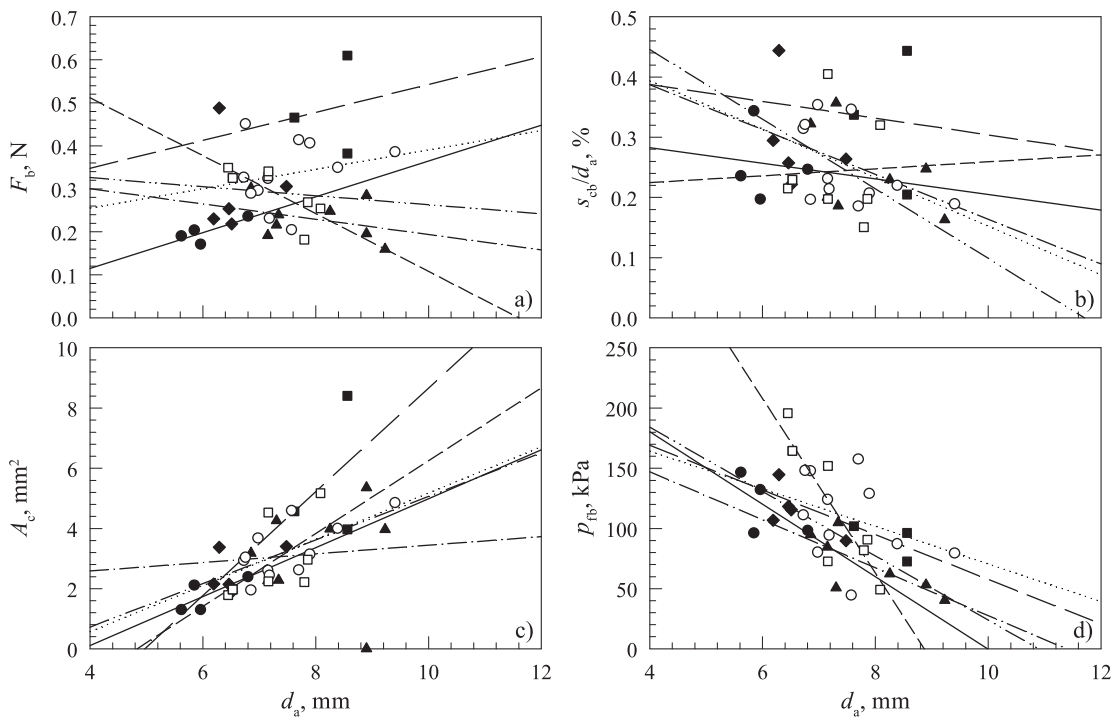 0.7
0.6
0.5
0.4
0.3
0.2
0.1
0.0
F_b, N
a)
0.5
0.4
0.3
0.2
0.1
0.0
s_cb/d_a, %
b)
10
8
6
4
2
0
A_c, mm²
c)
4 6 8 10 12
d_a, mm
250
200
150
100
50
0
p_fb, kPa
d)
4 6 8 10 12
d_a, mm